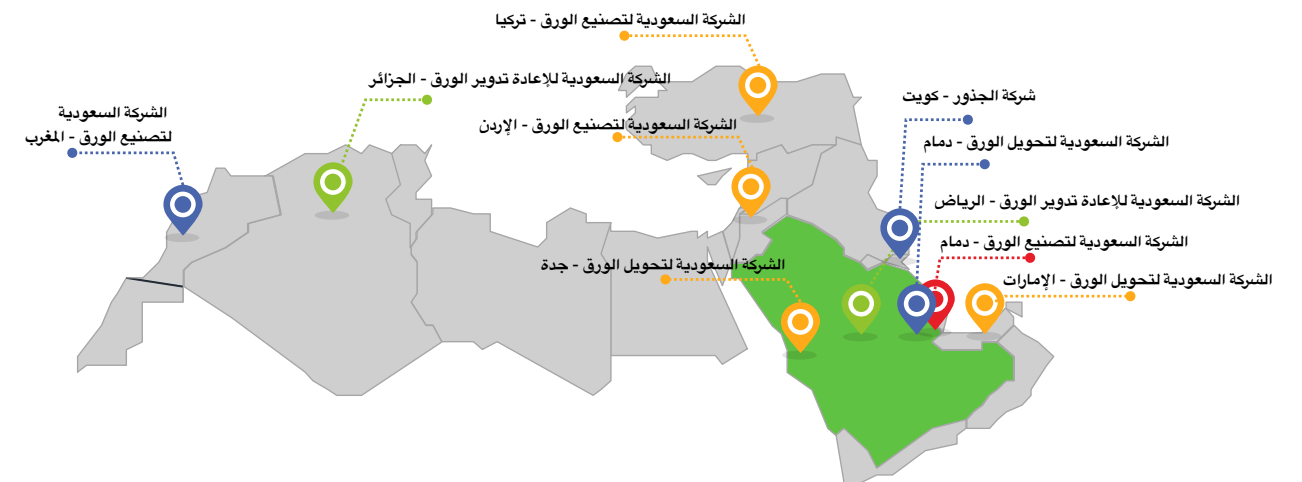 الشركة السعودية لتصنيع الورق - تركيا
الشركة السعودية للإعادة تدوير الورق - الجزائر
شركة الجذور - كويت
الشركة السعودية
لتصنيع الورق - المغرب
الشركة السعودية لتصنيع الورق - الإردن
الشركة السعودية لتحويل الورق - دمام
الشركة السعودية للإعادة تدوير الورق - الرياض
الشركة السعودية لتصنيع الورق - دمام
الشركة السعودية لتحويل الورق - جدة
الشركة السعودية لتحويل الورق - الإمارات